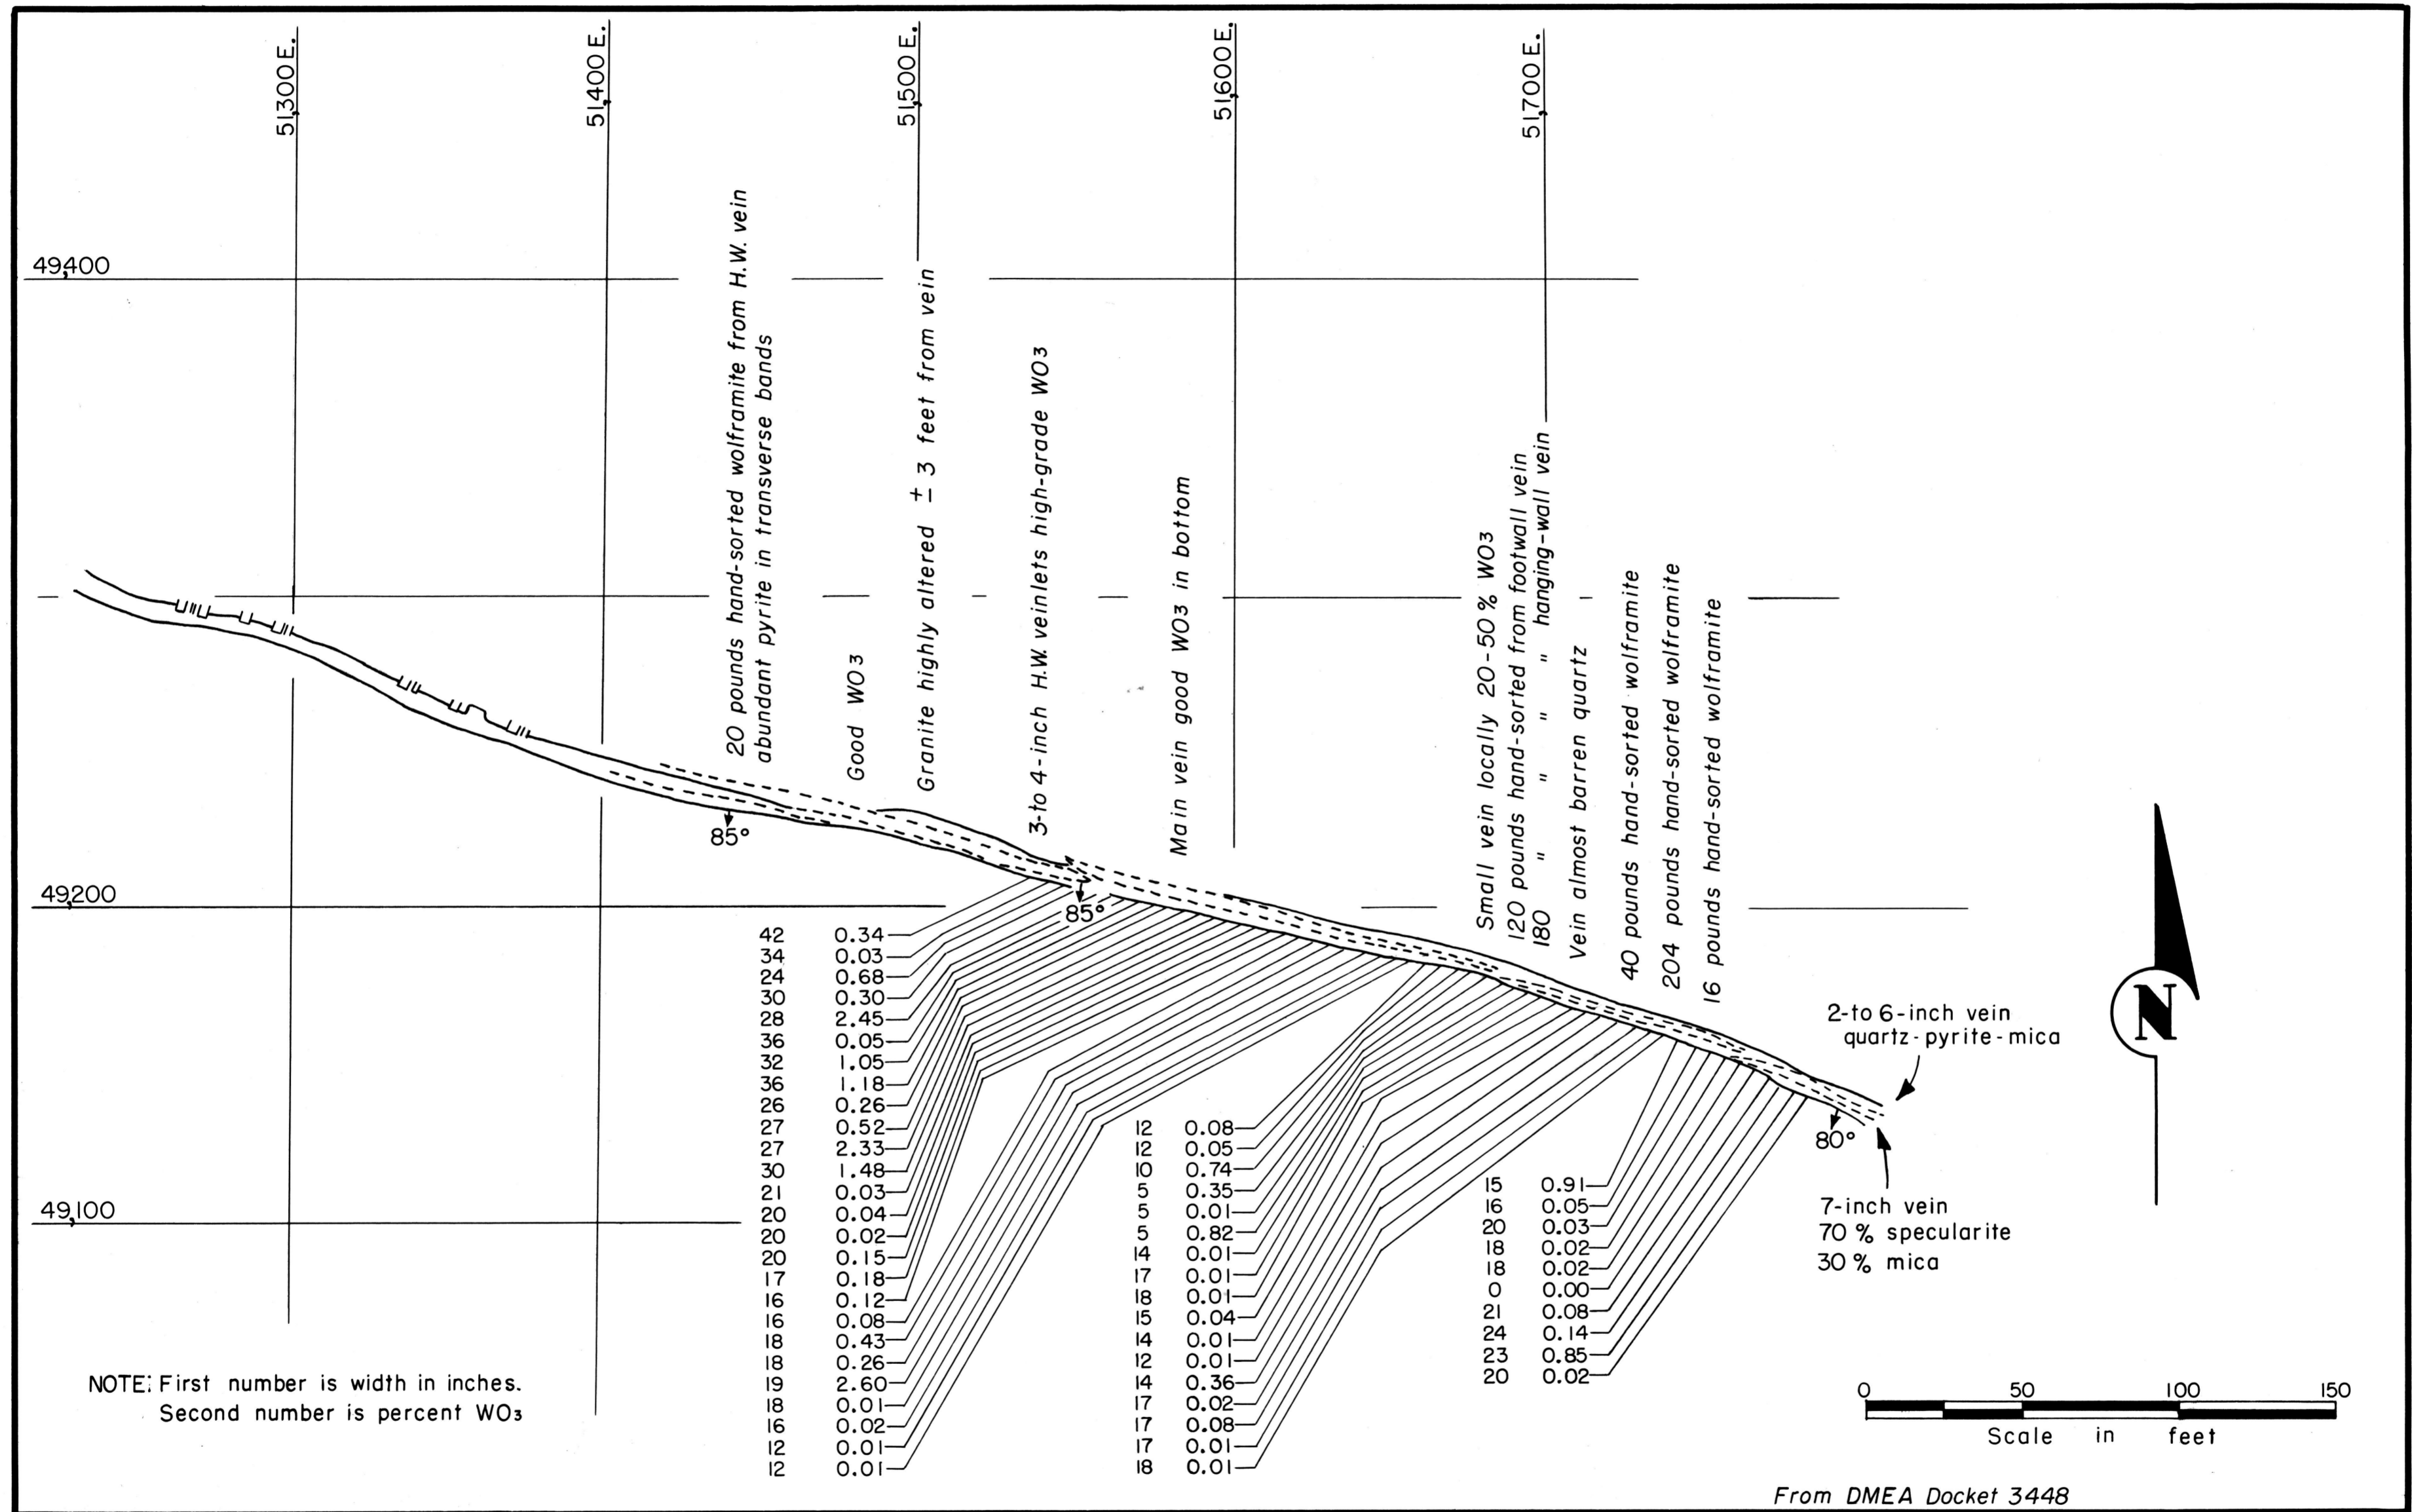 51,300 E.
51,400 E.
51,500 E.
51,600 E.
51,700 E.
49,400
49,200
49,100
20 pounds hand-sorted wolframite from H.W. vein
abundant pyrite in transverse bands
Good WO3
Granite highly altered ± 3 feet from vein
3-to 4-inch H.W. veinlets high-grade WO3
Main vein good WO3 in bottom
Small vein locally 20-50% WO3
120 pounds hand-sorted from footwall vein
180 " " " " hanging-wall vein
Vein almost barren quartz
40 pounds hand-sorted wolframite
204 pounds hand-sorted wolframite
16 pounds hand-sorted wolframite
85°
85°
80°
2-to 6-inch vein
quartz-pyrite-mica
7-inch vein
70% specularite
30% mica
N
42 0.34
34 0.03
24 0.68
30 0.30
28 2.45
36 0.05
32 1.05
36 1.18
26 0.26
27 0.52
27 2.33
30 1.48
21 0.03
20 0.04
20 0.02
20 0.15
17 0.18
16 0.12
16 0.08
18 0.43
18 0.26
19 2.60
18 0.01
16 0.02
12 0.01
12 0.01
12 0.08
12 0.05
10 0.74
5 0.35
5 0.01
5 0.82
14 0.01
17 0.01
18 0.01
15 0.04
14 0.01
12 0.01
14 0.36
17 0.02
17 0.08
17 0.01
18 0.01
15 0.91
16 0.05
20 0.03
18 0.02
18 0.02
0 0.00
21 0.08
24 0.14
23 0.85
20 0.02
NOTE: First number is width in inches.
Second number is percent WO3
0 50 100 150
Scale in feet
From DMEA Docket 3448